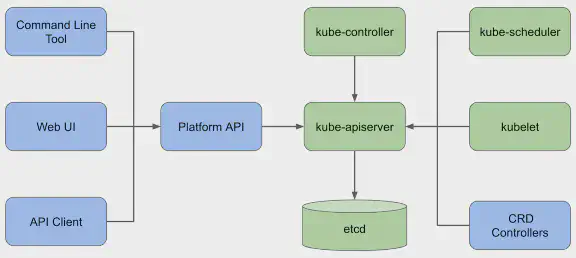 Command Line
Tool
kube-controller
kube-scheduler
Web UI
Platform API
kube-apiserver
kubelet
API Client
etcd
CRD
Controllers